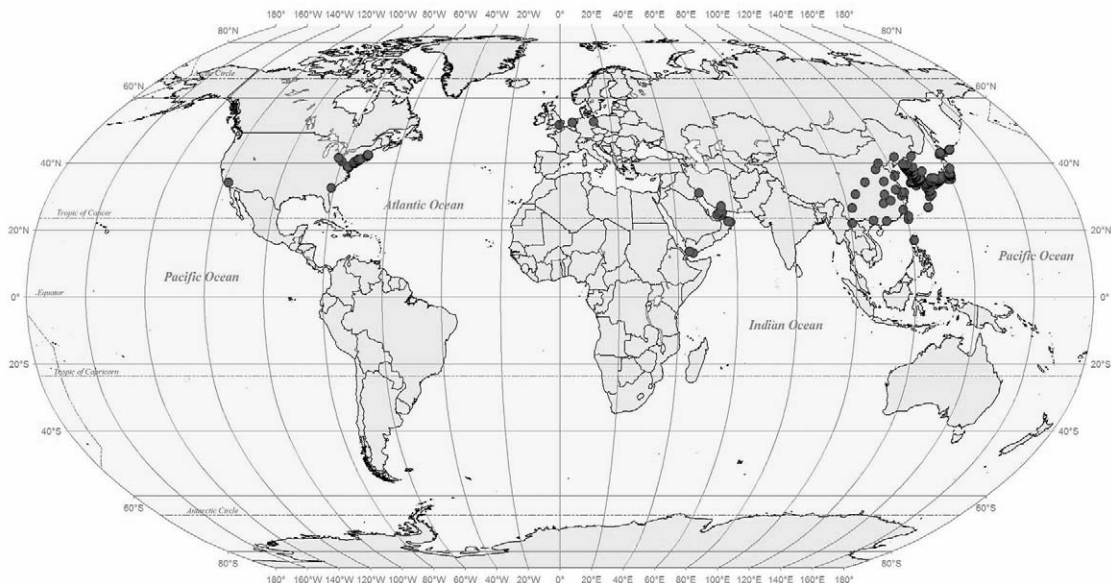 180° 160°W 140°W 120°W 100°W 80°W 60°W 40°W 20°W 0° 20°E 40°E 60°E 80°E 100°E 120°E 140°E 160°E 180°
80°N 80°N
60°N Arctic Circle 60°N
40°N 40°N
Atlantic Ocean
Tropic of Cancer
20°N 20°N
Pacific Ocean Pacific Ocean
Equator 0° 0°
Indian Ocean
20°S 20°S
Tropic of Capricorn
40°S 40°S
60°S 60°S
Antarctic Circle
80°S 80°S
180° 160°W 140°W 120°W 100°W 80°W 60°W 40°W 20°W 0° 20°E 40°E 60°E 80°E 100°E 120°E 140°E 160°E 180°